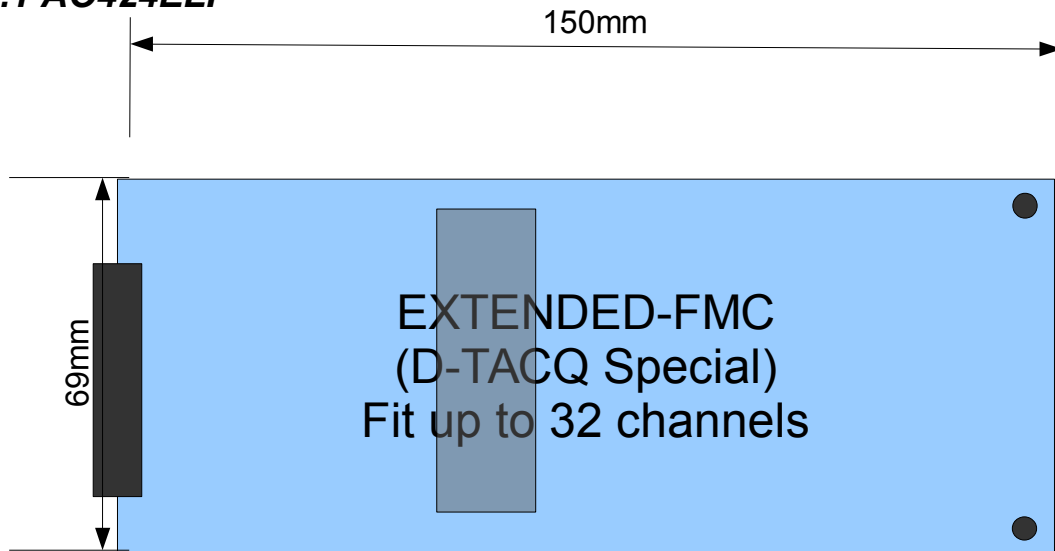 150mm
69mm
EXTENDED-FMC
(D-TACQ Special)
Fit up to 32 channels